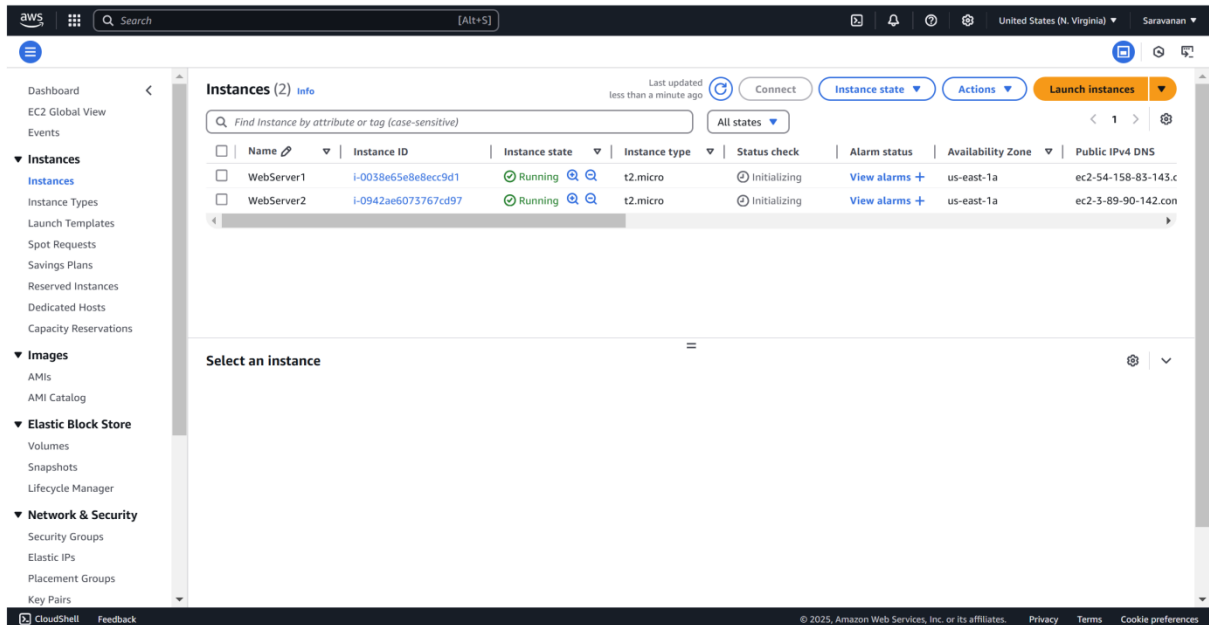 aws Search [Alt+S] United States (N. Virginia) Saravanan
Dashboard
EC2 Global View
Events
Instances
Instances
Instance Types
Launch Templates
Spot Requests
Savings Plans
Reserved Instances
Dedicated Hosts
Capacity Reservations
Images
AMIs
AMI Catalog
Elastic Block Store
Volumes
Snapshots
Lifecycle Manager
Network & Security
Security Groups
Elastic IPs
Placement Groups
Key Pairs
Instances (2) Info
Last updated
less than a minute ago
Connect Instance state Actions Launch instances
Find Instance by attribute or tag (case-sensitive) All states 1
Name Instance ID Instance state Instance type Status check Alarm status Availability Zone Public IPv4 DNS
WebServer1 i-0038e65e8e8ecc9d1 Running t2.micro Initializing View alarms + us-east-1a ec2-54-158-83-143.c
WebServer2 i-0942ae6073767cd97 Running t2.micro Initializing View alarms + us-east-1a ec2-3-89-90-142.con
Select an instance
CloudShell Feedback © 2025, Amazon Web Services, Inc. or its affiliates. Privacy Terms Cookie preferences